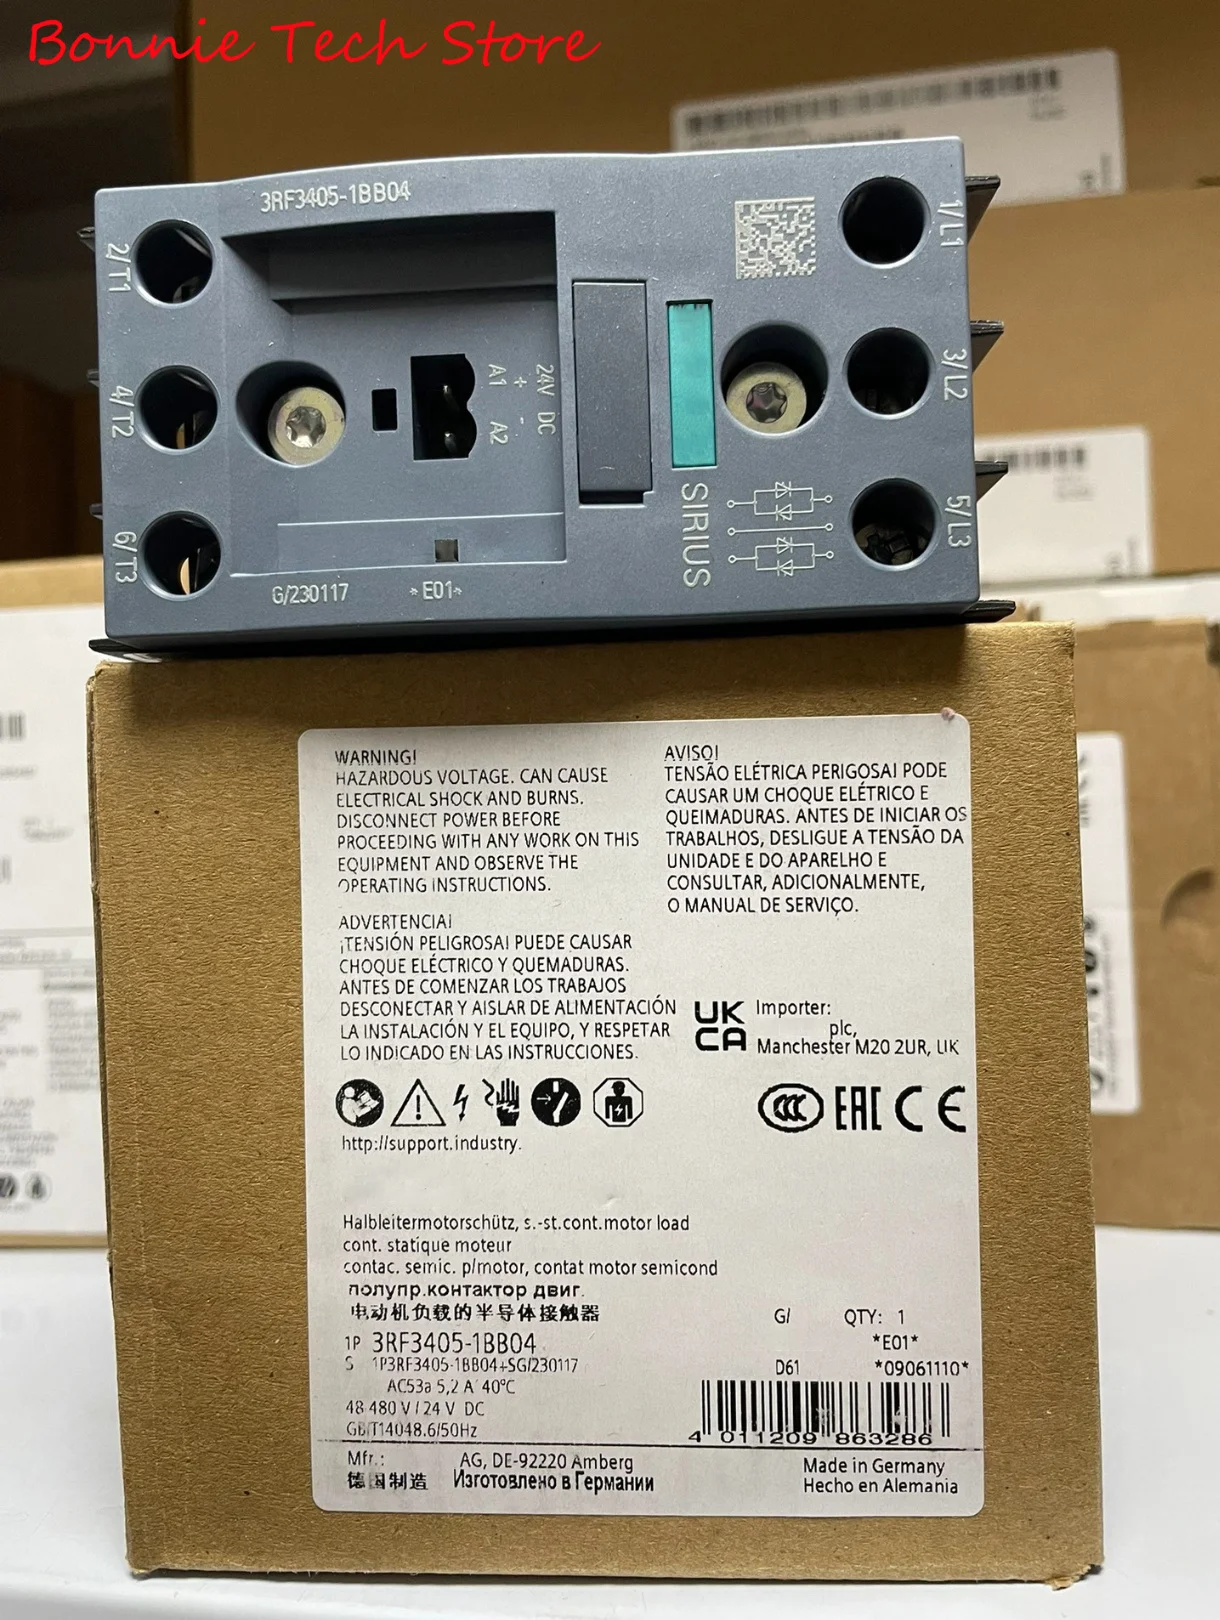 Bonnie Tech Store
3RF3405-1BB04
2/T1
4/T2
6/T3
A1 + - A2
24V DC
SIRIUS
1/L1
3/L2
5/L3
G/230117
*E01*
WARNING!
HAZARDOUS VOLTAGE. CAN CAUSE
ELECTRICAL SHOCK AND BURNS.
DISCONNECT POWER BEFORE
PROCEEDING WITH ANY WORK ON THIS
EQUIPMENT AND OBSERVE THE
OPERATING INSTRUCTIONS.
AVISO!
TENSÃO ELÉTRICA PERIGOSA! PODE
CAUSAR UM CHOQUE ELÉTRICO E
QUEIMADURAS. ANTES DE INICIAR OS
TRABALHOS, DESLIGUE A TENSÃO DA
UNIDADE E DO APARELHO E
CONSULTAR, ADICIONALMENTE,
O MANUAL DE SERVIÇO.
ADVERTENCIA!
¡TENSIÓN PELIGROSA! PUEDE CAUSAR
CHOQUE ELÉCTRICO Y QUEMADURAS.
ANTES DE COMENZAR LOS TRABAJOS
DESCONECTAR Y AISLAR DE ALIMENTACIÓN
LA INSTALACIÓN Y EL EQUIPO, Y RESPETAR
LO INDICADO EN LAS INSTRUCCIONES.
UK
CA
Importer:
plc,
Manchester M20 2UR, UK
CCC EAC CE
http://support.industry.
Halbleitermotorschütz, s.-st.cont.motor load
cont. statique moteur
contac. semic. p/motor, contat motor semicond
полупр.контактор двиг.
电动机负载的半导体接触器
G/ QTY: 1
1P 3RF3405-1BB04
*E01*
S 1P3RF3405-1BB04+SG/230117
D61 *09061110*
AC53a 5,2 A 40°C
48-480 V / 24 V DC
GB/T14048.6/50Hz
4 011209 863286
Mfr.: AG, DE-92220 Amberg
德国制造 Изготовлено в Германии
Made in Germany
Hecho en Alemania